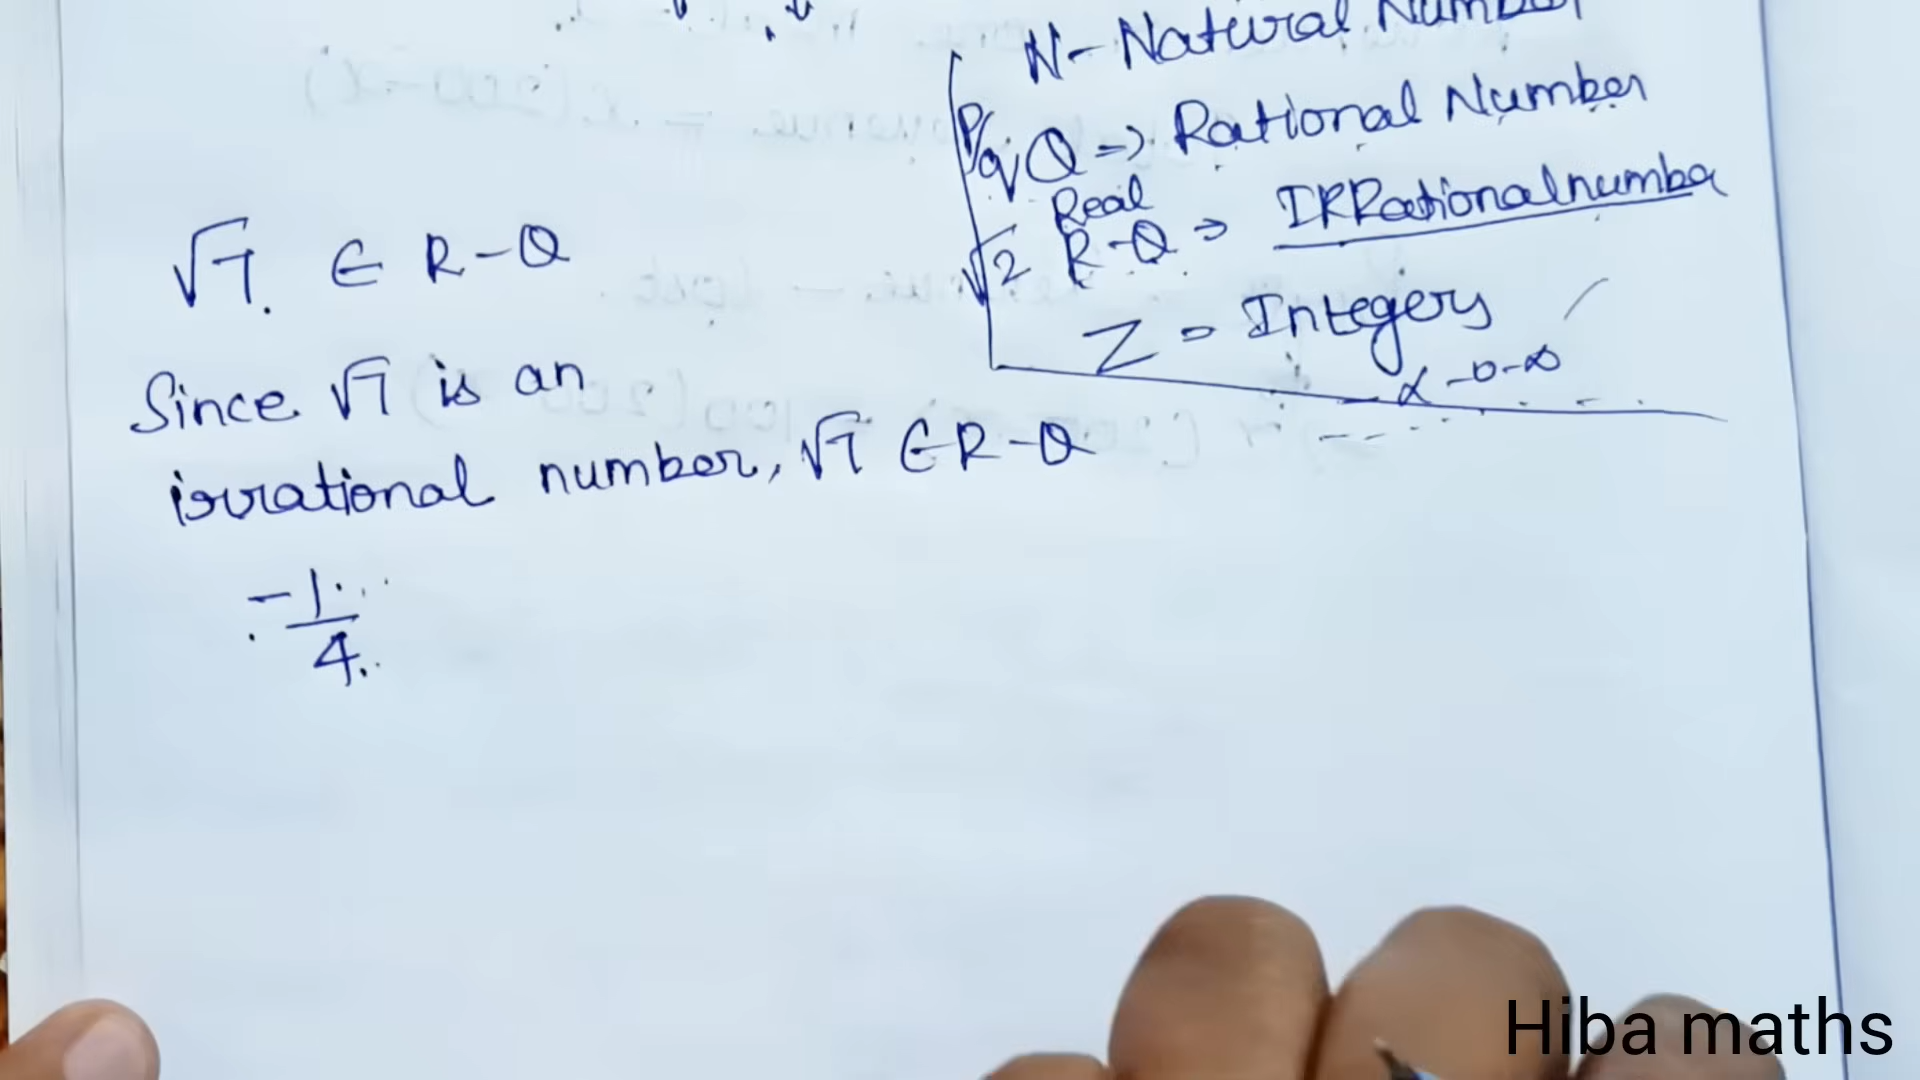 N - Natural Number
P/q Q => Rational Number
Real
√2 R-Q => IRRational number
Z = Integers
∝ -0-∞
√7. ∈ R-Q
Since √7 is an
irrational number, √7 ∈ R-Q
-1
4
Hiba maths